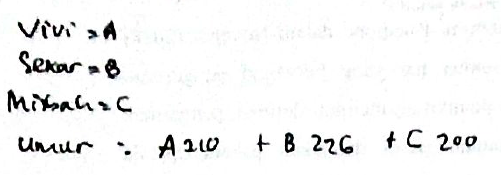 Vivi = A
Sekar = B
Mitbah = C
Umur : A 210 + B 226 + C 200